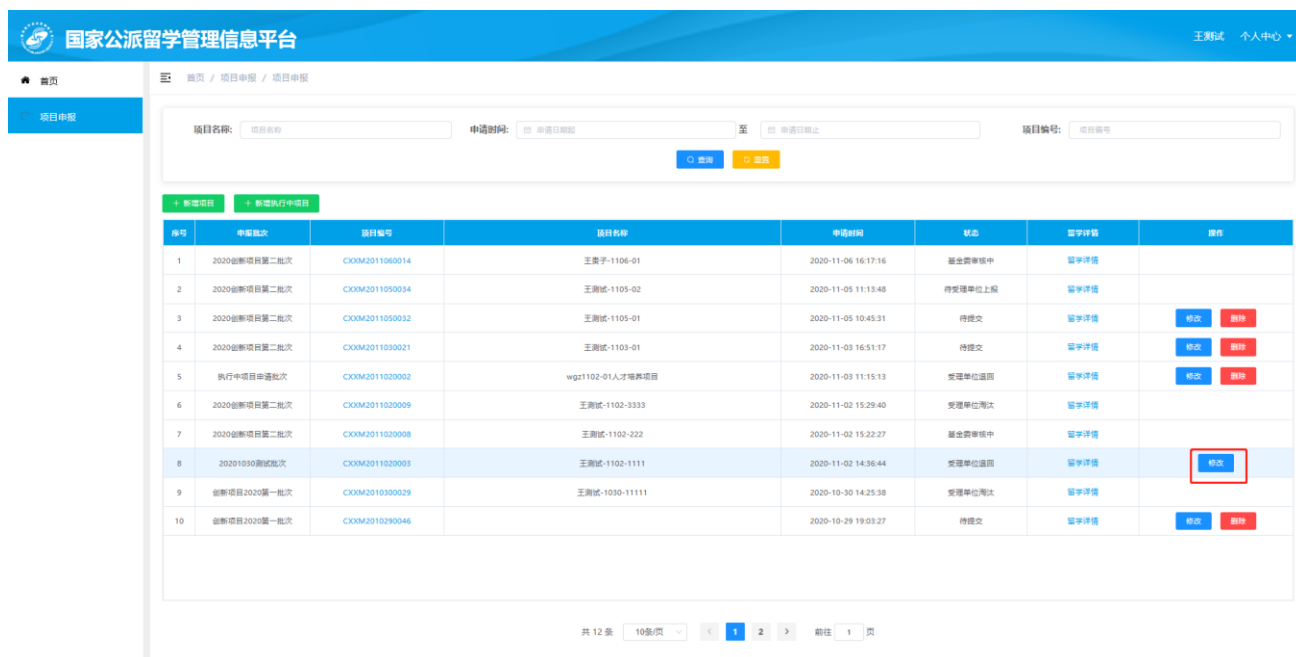 国家公派留学管理信息平台
王测试 个人中心
首页
首页 / 项目申报 / 项目申报
项目申报
项目名称: 项目名称 申请时间: 申请日期起 至 申请日期止 项目编号: 项目编号
查询 重置
+ 新增项目 + 新增执行中项目
序号 申报批次 项目编号 项目名称 申请时间 状态 留学详情 操作
1 2020创新项目第二批次 CXXM2011060014 王贵子-1106-01 2020-11-06 16:17:16 基金委审核中 留学详情
2 2020创新项目第二批次 CXXM2011050034 王测试-1105-02 2020-11-05 11:13:48 待受理单位上报 留学详情
3 2020创新项目第二批次 CXXM2011050032 王测试-1105-01 2020-11-05 10:45:31 待提交 留学详情 修改 删除
4 2020创新项目第二批次 CXXM2011030021 王测试-1103-01 2020-11-03 16:51:17 待提交 留学详情 修改 删除
5 执行中项目申请批次 CXXM2011020002 wgz1102-01人才培养项目 2020-11-03 11:15:13 受理单位退回 留学详情 修改 删除
6 2020创新项目第二批次 CXXM2011020009 王测试-1102-3333 2020-11-02 15:29:40 受理单位淘汰 留学详情
7 2020创新项目第二批次 CXXM2011020008 王测试-1102-222 2020-11-02 15:22:27 基金委审核中 留学详情
8 20201030测试批次 CXXM2011020003 王测试-1102-1111 2020-11-02 14:36:44 受理单位退回 留学详情 修改
9 创新项目2020第一批次 CXXM2010300029 王测试-1030-11111 2020-10-30 14:25:38 受理单位淘汰 留学详情
10 创新项目2020第一批次 CXXM2010290046 2020-10-29 19:03:27 待提交 留学详情 修改 删除
共 12 条 10条/页 < 1 2 > 前往 1 页